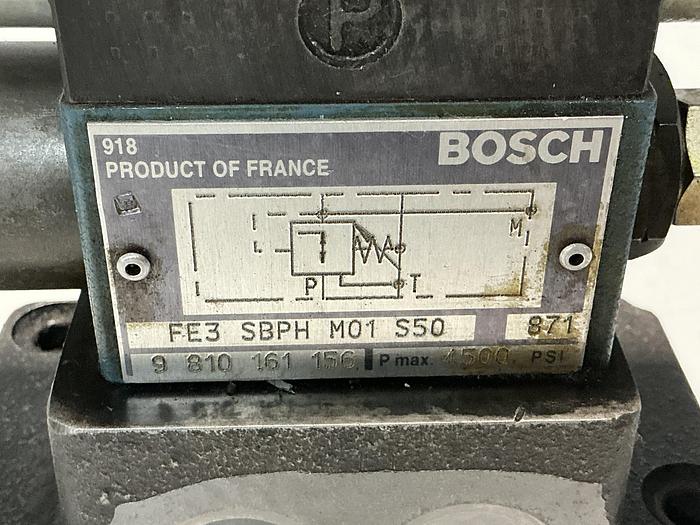 P
918
BOSCH
PRODUCT OF FRANCE
M
P
T
FE3 SBPH M01 S50 871
9 810 161 156 P max. 4500 PSI